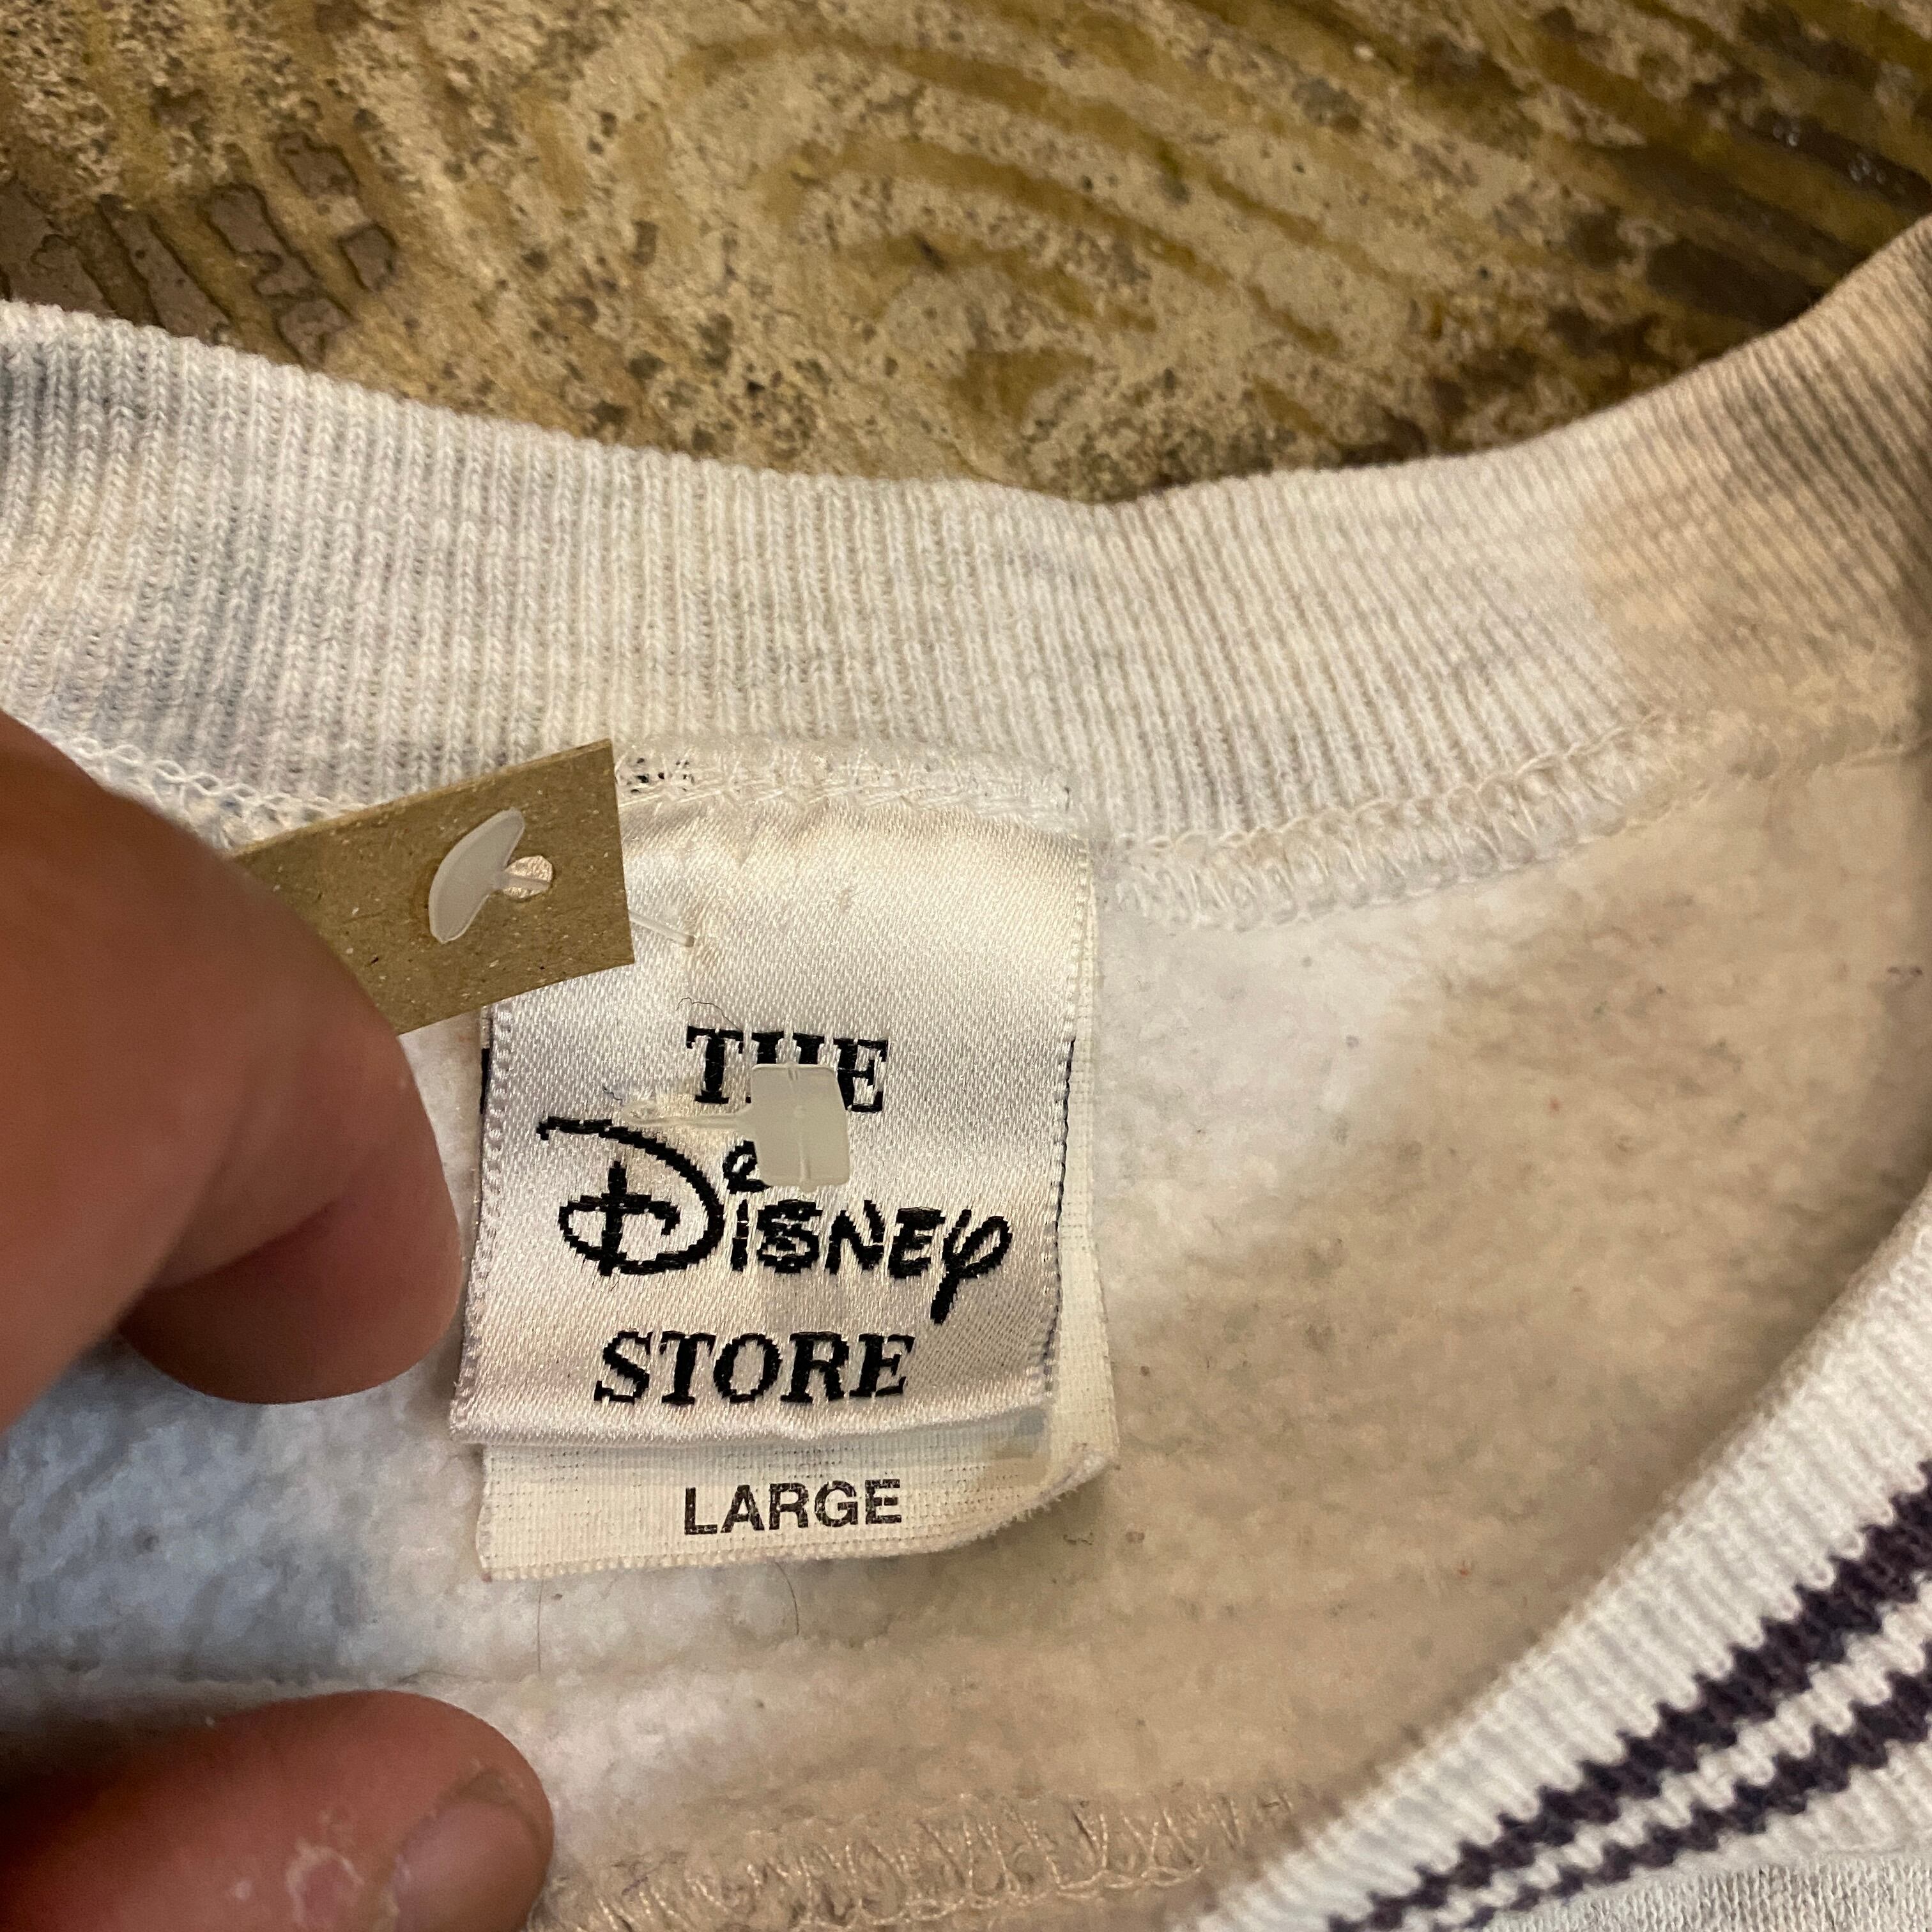 THE
Disney
STORE
LARGE